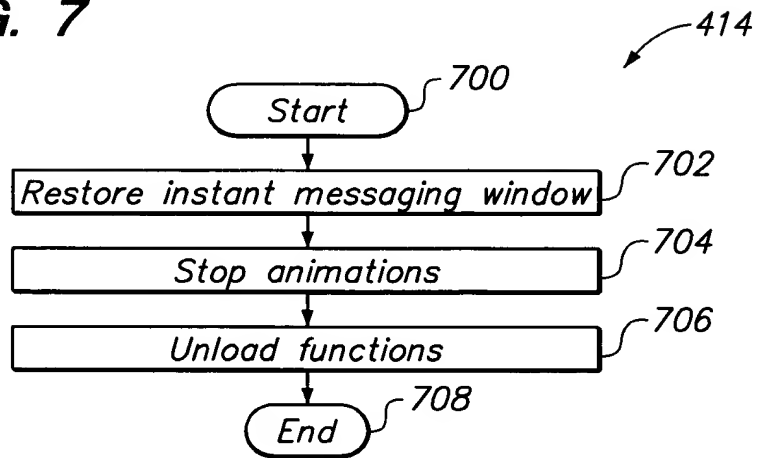 G. 7
414
Start
700
Restore instant messaging window
702
Stop animations
704
Unload functions
706
End
708